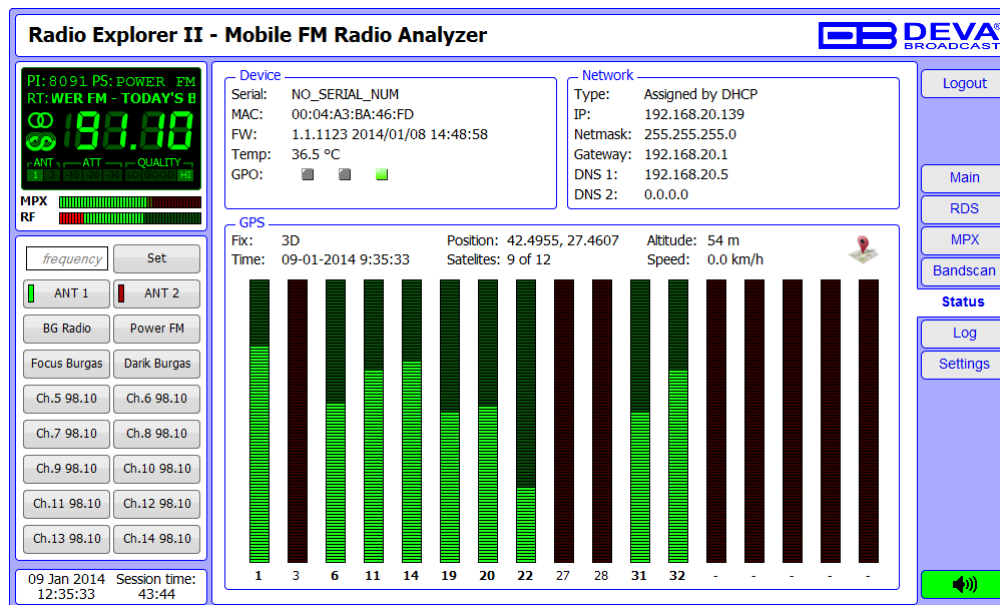 Radio Explorer II - Mobile FM Radio Analyzer
DEVA®
BROADCAST
PI: 8091 PS: POWER FM
RT: WER FM - TODAY'S B
91.10
ANT ATT QUALITY
1 2 -10 -20 -30 LO GOOD HI
MPX
RF
frequency Set
ANT 1 ANT 2
BG Radio Power FM
Focus Burgas Darik Burgas
Ch.5 98.10 Ch.6 98.10
Ch.7 98.10 Ch.8 98.10
Ch.9 98.10 Ch.10 98.10
Ch.11 98.10 Ch.12 98.10
Ch.13 98.10 Ch.14 98.10
09 Jan 2014 Session time:
12:35:33 43:44
Device
Serial: NO_SERIAL_NUM
MAC: 00:04:A3:BA:46:FD
FW: 1.1.1123 2014/01/08 14:48:58
Temp: 36.5 °C
GPO:
Network
Type: Assigned by DHCP
IP: 192.168.20.139
Netmask: 255.255.255.0
Gateway: 192.168.20.1
DNS 1: 192.168.20.5
DNS 2: 0.0.0.0
GPS
Fix: 3D Position: 42.4955, 27.4607 Altitude: 54 m
Time: 09-01-2014 9:35:33 Satelites: 9 of 12 Speed: 0.0 km/h
1 3 6 11 14 19 20 22 27 28 31 32 - - - - -
Logout
Main
RDS
MPX
Bandscan
Status
Log
Settings